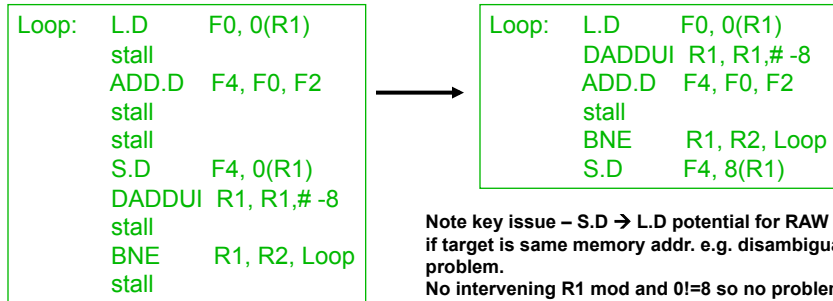 Loop: L.D F0, 0(R1)
stall
ADD.D F4, F0, F2
stall
stall
S.D F4, 0(R1)
DADDUI R1, R1,# -8
stall
BNE R1, R2, Loop
stall
Loop: L.D F0, 0(R1)
DADDUI R1, R1,# -8
ADD.D F4, F0, F2
stall
BNE R1, R2, Loop
S.D F4, 8(R1)
Note key issue – S.D → L.D potential for RAW
if target is same memory addr. e.g. disambigua
problem.
No intervening R1 mod and 0!=8 so no problem